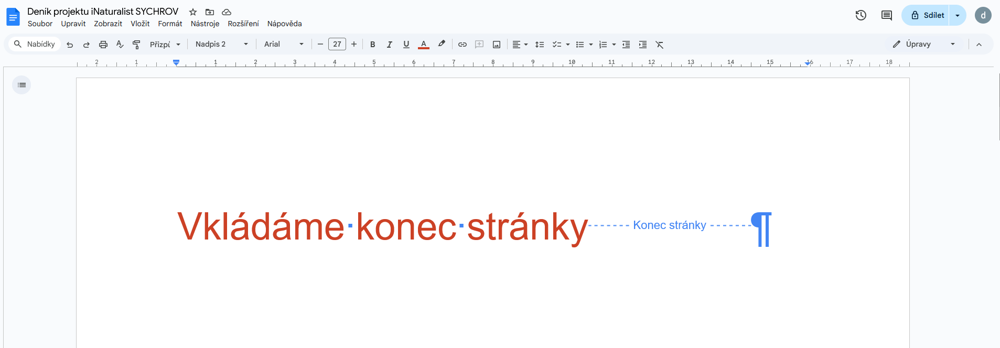 Deník projektu iNaturalist SYCHROV
Soubor Upravit Zobrazit Vložit Formát Nástroje Rozšíření Nápověda
Sdílet
d
Nabídky Přizpů Nadpis 2 Arial 27 B I U A Úpravy
2 1 1 2 3 4 5 6 7 8 9 10 11 12 13 14 15 16 17 18
Vkládáme·konec·stránky Konec stránky ¶